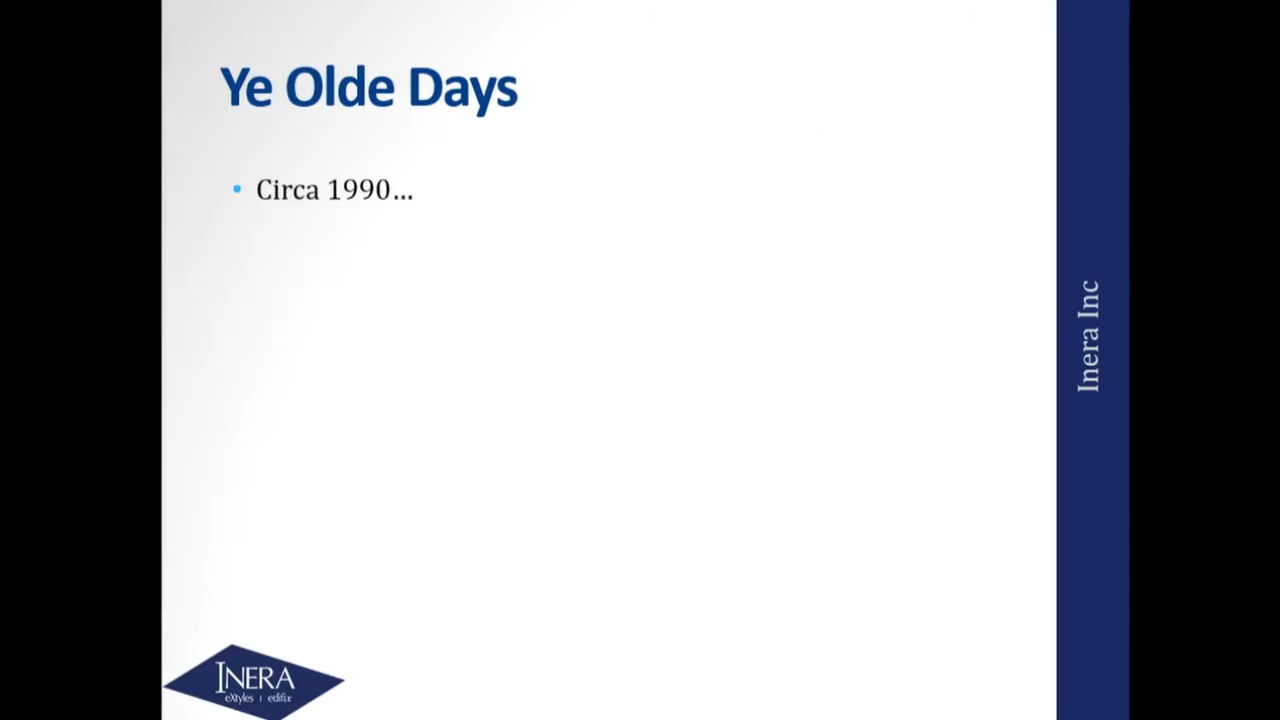 Ye Olde Days
• Circa 1990...
Inera Inc
INERA
eXtyles | edifix